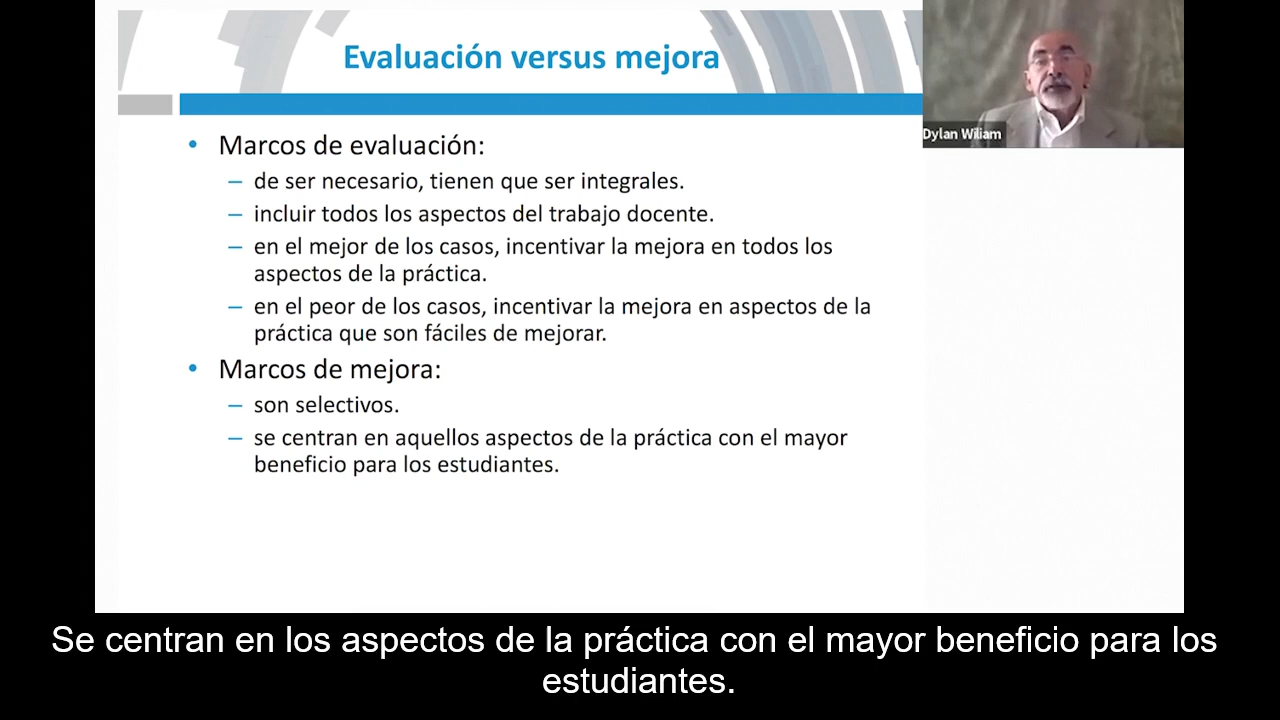 Evaluación versus mejora
Dylan Wiliam
• Marcos de evaluación:
– de ser necesario, tienen que ser integrales.
– incluir todos los aspectos del trabajo docente.
– en el mejor de los casos, incentivar la mejora en todos los
aspectos de la práctica.
– en el peor de los casos, incentivar la mejora en aspectos de la
práctica que son fáciles de mejorar.
• Marcos de mejora:
– son selectivos.
– se centran en aquellos aspectos de la práctica con el mayor
beneficio para los estudiantes.
Se centran en los aspectos de la práctica con el mayor beneficio para los
estudiantes.